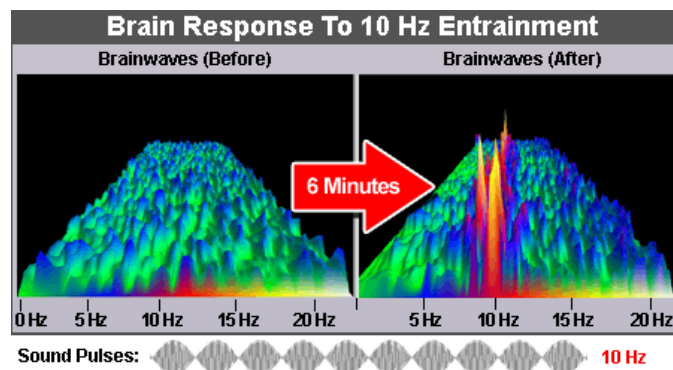 Brain Response To 10 Hz Entrainment
Brainwaves (Before) Brainwaves (After)
6 Minutes
0 Hz 5 Hz 10 Hz 15 Hz 20 Hz 5 Hz 10 Hz 15 Hz 20 Hz
Sound Pulses: 10 Hz